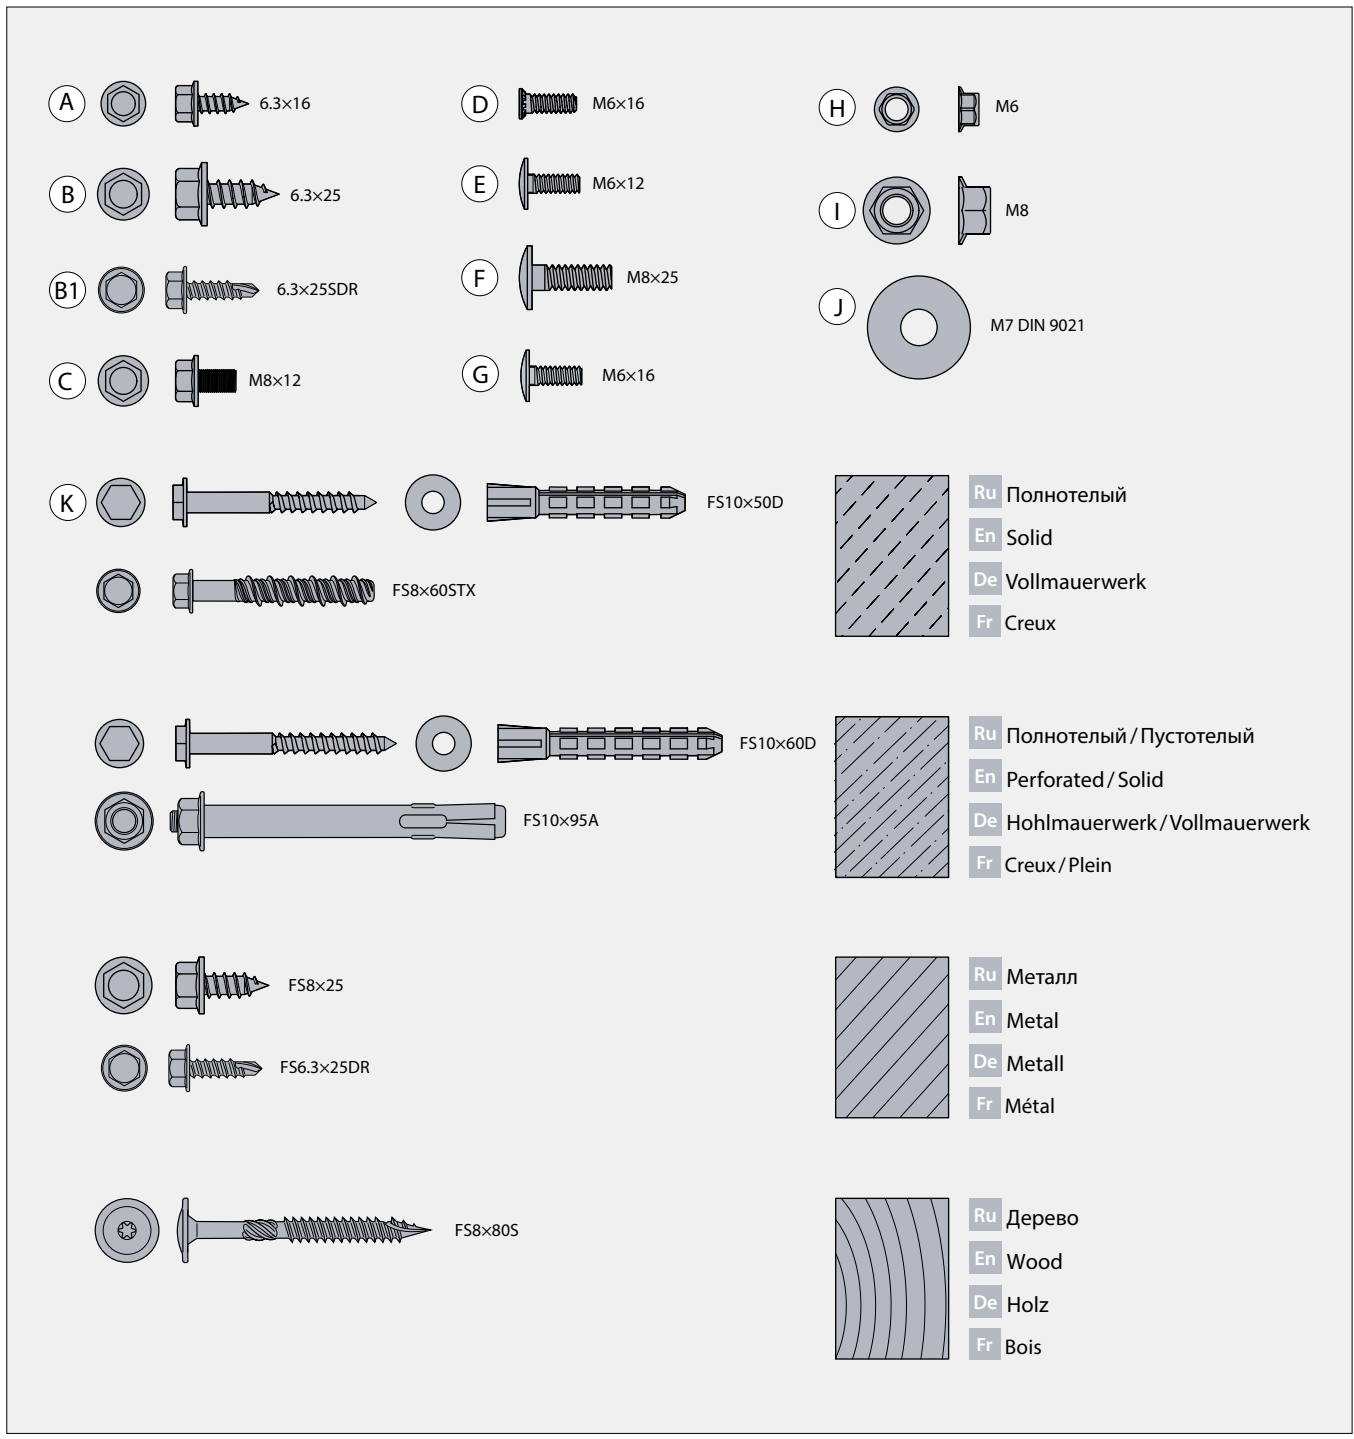 A 6.3×16
B 6.3×25
B1 6.3×25SDR
C M8×12
D M6×16
E M6×12
F M8×25
G M6×16
H M6
I M8
J M7 DIN 9021
K FS10×50D
FS8×60STX
Ru Полнотелый
En Solid
De Vollmauerwerk
Fr Creux
FS10×60D
FS10×95A
Ru Полнотелый / Пустотелый
En Perforated / Solid
De Hohlmauerwerk / Vollmauerwerk
Fr Creux / Plein
FS8×25
FS6.3×25DR
Ru Металл
En Metal
De Metall
Fr Métal
FS8×80S
Ru Дерево
En Wood
De Holz
Fr Bois